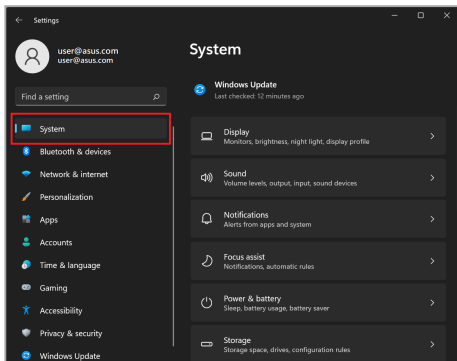 Settings
user@asus.com
user@asus.com
Find a setting
System
Bluetooth & devices
Network & internet
Personalization
Apps
Accounts
Time & language
Gaming
Accessibility
Privacy & security
Windows Update
System
Windows Update
Last checked: 12 minutes ago
Display
Monitors, brightness, night light, display profile
Sound
Volume levels, output, input, sound devices
Notifications
Alerts from apps and system
Focus assist
Notifications, automatic rules
Power & battery
Sleep, battery usage, battery saver
Storage
Storage space, drives, configuration rules